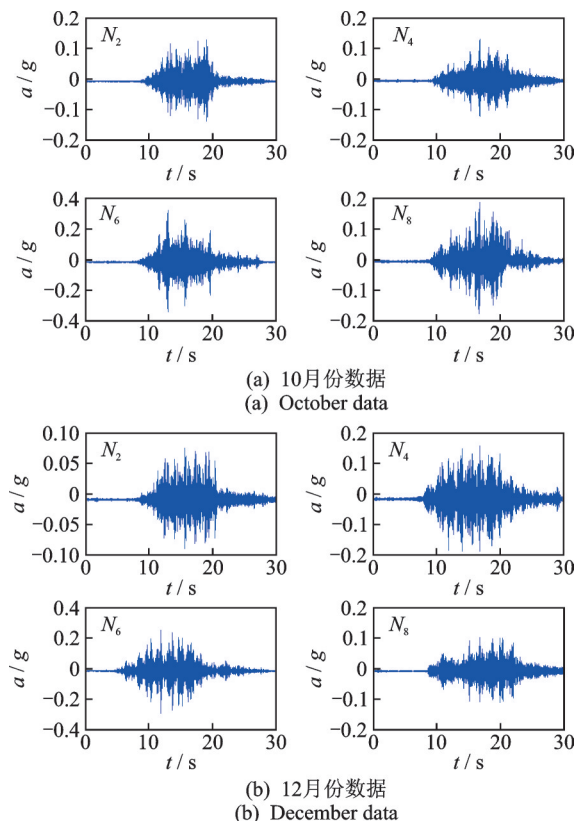 0.2 N2 0.2 N4
0.1 0.1
a / g 0 a / g 0
−0.1 −0.1
−0.2 −0.2
0 10 20 30 0 10 20 30
t / s t / s
0.4 N6 0.2 N8
0.2 0.1
a / g 0 a / g 0
−0.2 0.1
−0.4 0.2
0 10 20 30 0 10 20 30
t / s t / s
(a) 10月份数据
(a) October data
0.10 N2 0.2 N4
0.05 0.1
a / g 0 a / g 0
−0.05 −0.1
−0.10 −0.2
0 10 20 30 0 10 20 30
t / s t / s
0.4 N6 0.2 N8
0.2 0.1
a / g 0 a / g 0
−0.2 −0.1
−0.4 −0.2
0 10 20 30 0 10 20 30
t / s t / s
(b) 12月份数据
(b) December data